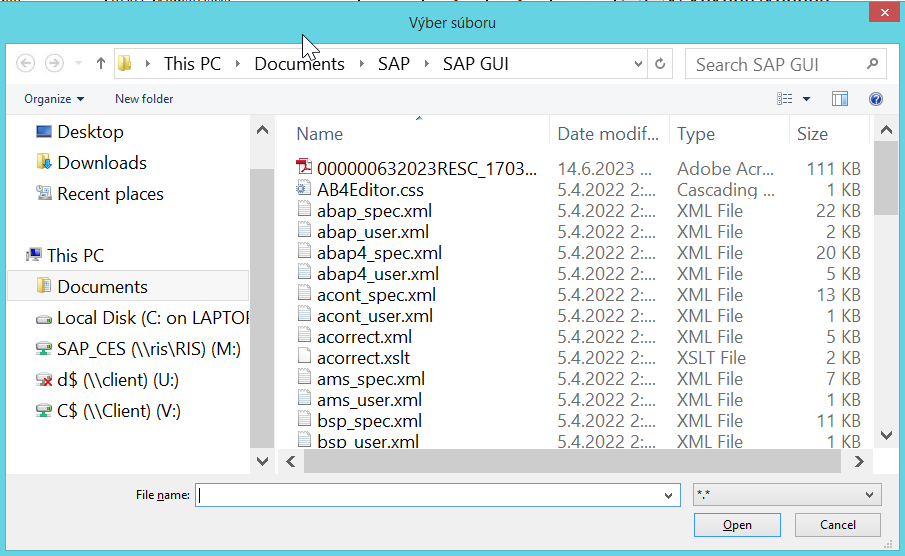 Výber súboru
This PC Documents SAP SAP GUI Search SAP GUI
Organize New folder
Desktop
Downloads
Recent places
This PC
Documents
Local Disk (C: on LAPTOP
SAP_CES (\\ris\RIS) (M:)
d$ (\\client) (U:)
C$ (\\Client) (V:)
Name Date modif... Type Size
000000632023RESC_1703... 14.6.2023 ... Adobe Acr... 111 KB
AB4Editor.css 5.4.2022 2:... Cascading ... 
abap_spec.xml 5.4.2022 2:... XML File 22 KB
abap_user.xml 5.4.2022 2:... XML File 2 KB
abap4_spec.xml 5.4.2022 2:... XML File 20 KB
abap4_user.xml 5.4.2022 2:... XML File 5 KB
acont_spec.xml 5.4.2022 2:... XML File 13 KB
acont_user.xml 5.4.2022 2:... XML File 1 KB
acorrect.xml 5.4.2022 2:... XML File 5 KB
acorrect.xslt 5.4.2022 2:... XSLT File 2 KB
ams_spec.xml 5.4.2022 2:... XML File 7 KB
ams_user.xml 5.4.2022 2:... XML File 1 KB
bsp_spec.xml 5.4.2022 2:... XML File 11 KB
bsp_user.xml 5.4.2022 2:... XML File 1 KB
File name: *.*
Open Cancel